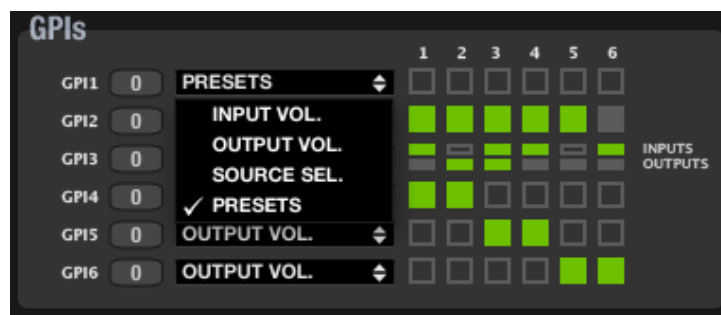 GPIs
1 2 3 4 5 6
GPI1 0 PRESETS
GPI2 0 INPUT VOL.
OUTPUT VOL.
GPI3 0 INPUTS
OUTPUTS
SOURCE SEL.
GPI4 0 ✓ PRESETS
GPI5 0 OUTPUT VOL.
GPI6 0 OUTPUT VOL.